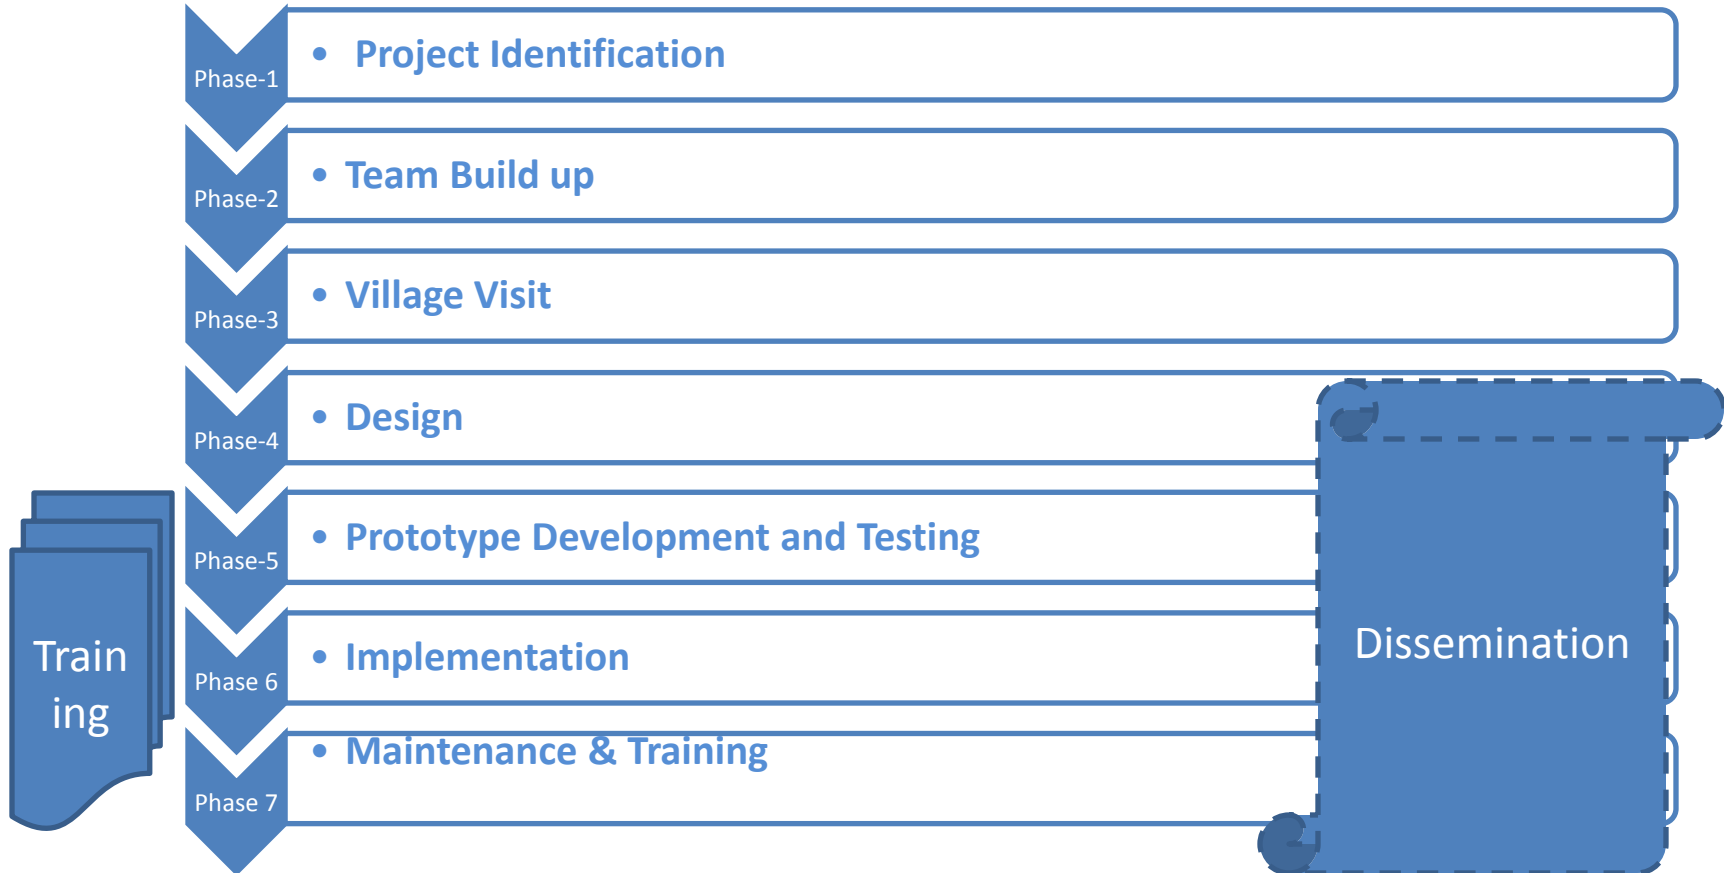 Phase-1
• Project Identification
Phase-2
• Team Build up
Phase-3
• Village Visit
Phase-4
• Design
Phase-5
• Prototype Development and Testing
Phase 6
• Implementation
Phase 7
• Maintenance & Training
Train
ing
Dissemination